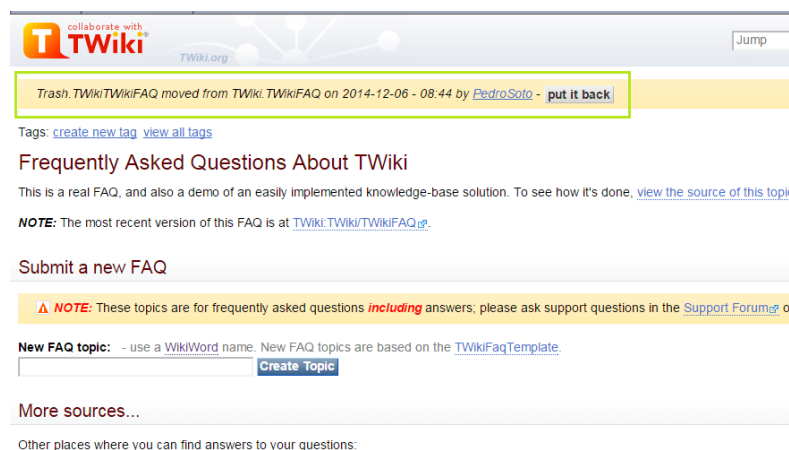 collaborate with
TWiki®
TWiki.org
Jump
Trash.TWikiTWikiFAQ moved from TWiki.TWikiFAQ on 2014-12-06 - 08:44 by PedroSoto - put it back
Tags: create new tag view all tags
Frequently Asked Questions About TWiki
This is a real FAQ, and also a demo of an easily implemented knowledge-base solution. To see how it's done, view the source of this topi
NOTE: The most recent version of this FAQ is at TWiki:TWiki/TWikiFAQ.
Submit a new FAQ
NOTE: These topics are for frequently asked questions including answers; please ask support questions in the Support Forum o
New FAQ topic: - use a WikiWord name. New FAQ topics are based on the TWikiFaqTemplate.
Create Topic
More sources...
Other places where you can find answers to your questions: